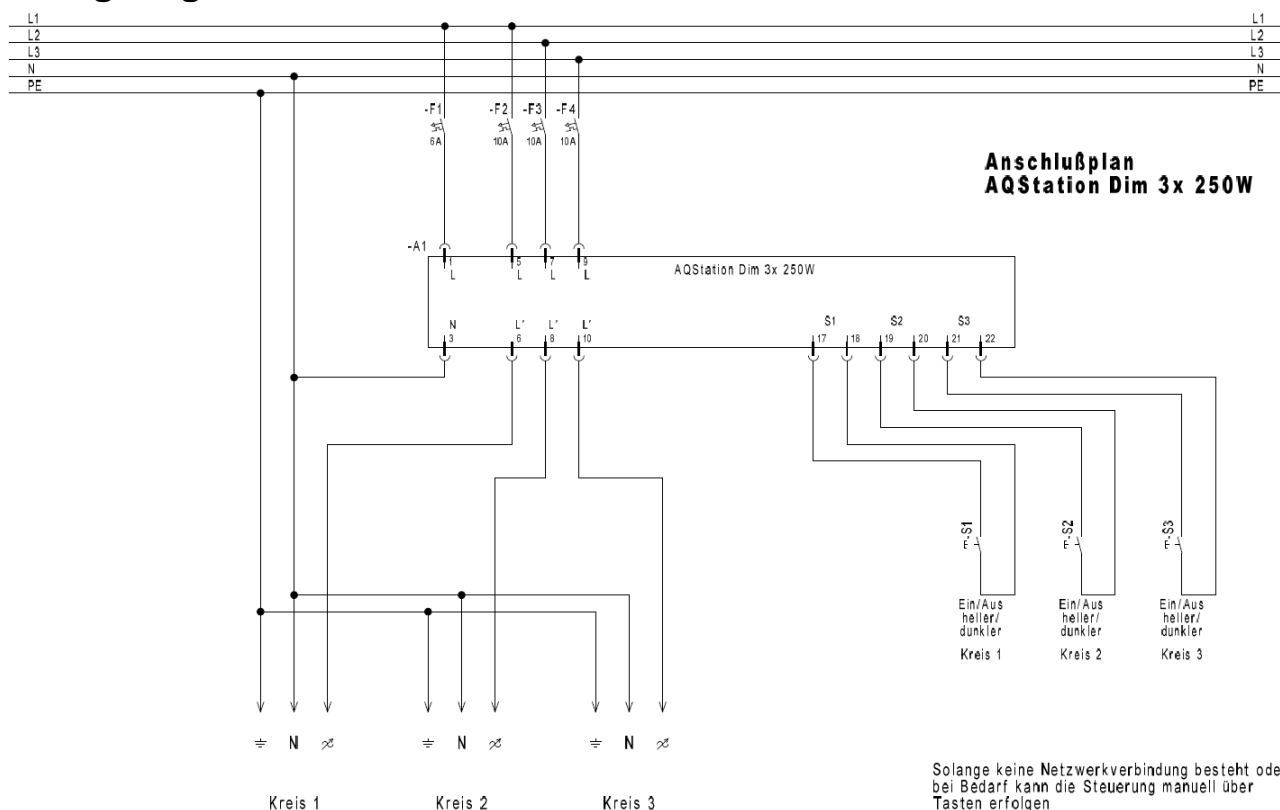 L1 L1
L2 L2
L3 L3
N N
PE PE
-F1 -F2 -F3 -F4
6A 10A 10A 10A
Anschlußplan
AQStation Dim 3x 250W
-A1
1 5 7 9
L L L L
AQStation Dim 3x 250W
N L' L' L' S1 S2 S3
3 6 8 10 17 18 19 20 21 22
-S1 -S2 -S3
E E E
Ein/Aus Ein/Aus Ein/Aus
heller/ heller/ heller/
dunkler dunkler dunkler
Kreis 1 Kreis 2 Kreis 3
N N N
Solange keine Netzwerkverbindung besteht ode
bei Bedarf kann die Steuerung manuell über
Tasten erfolgen
Kreis 1 Kreis 2 Kreis 3